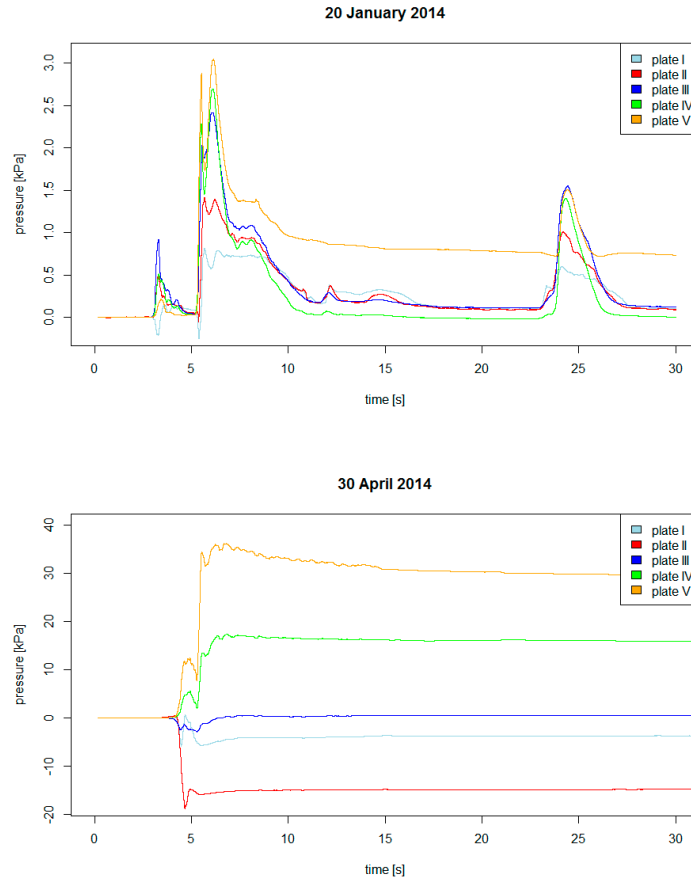 20 January 2014
pressure [kPa]
3.0
2.5
2.0
1.5
1.0
0.5
0.0
plate I
plate II
plate III
plate IV
plate V
0 5 10 15 20 25 30
time [s]
30 April 2014
pressure [kPa]
40
30
20
10
0
-10
-20
plate I
plate II
plate III
plate IV
plate V
0 5 10 15 20 25 30
time [s]